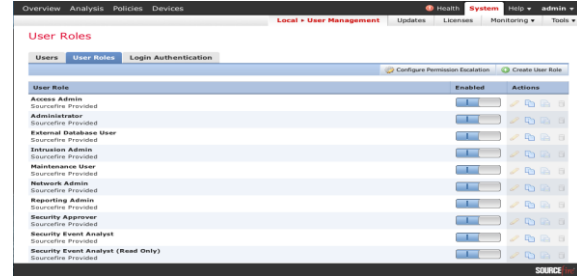 Overview Analysis Policies Devices Health System Help admin
Local User Management Updates Licenses Monitoring Tools
User Roles
Users User Roles Login Authentication
Configure Permission Escalation Create User Role
User Role Enabled Actions
Access Admin
Sourcefire Provided
Administrator
Sourcefire Provided
External Database User
Sourcefire Provided
Intrusion Admin
Sourcefire Provided
Maintenance User
Sourcefire Provided
Network Admin
Sourcefire Provided
Reporting Admin
Sourcefire Provided
Security Approver
Sourcefire Provided
Security Event Analyst
Sourcefire Provided
Security Event Analyst (Read Only)
Sourcefire Provided
SOURCEfire